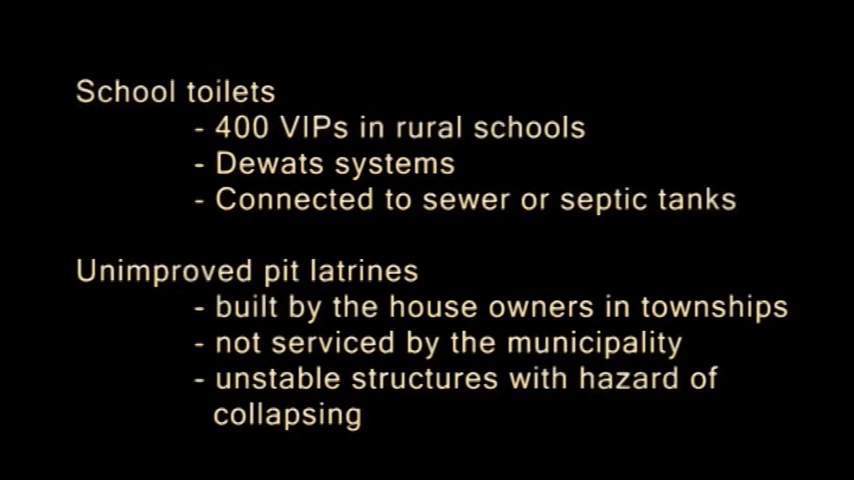 School toilets
- 400 VIPs in rural schools
- Dewats systems
- Connected to sewer or septic tanks
Unimproved pit latrines
- built by the house owners in townships
- not serviced by the municipality
- unstable structures with hazard of
collapsing